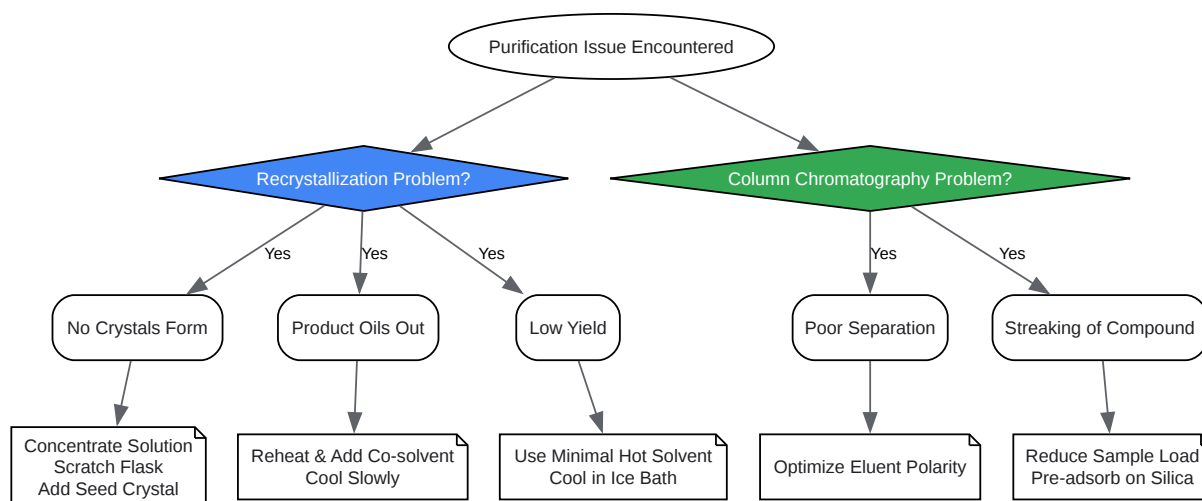 Purification Issue Encountered
Recrystallization Problem?
Column Chromatography Problem?
Yes
Yes
Yes
Yes
Yes
No Crystals Form
Product Oils Out
Low Yield
Poor Separation
Streaking of Compound
Concentrate Solution
Scratch Flask
Add Seed Crystal
Reheat & Add Co-solvent
Cool Slowly
Use Minimal Hot Solvent
Cool in Ice Bath
Optimize Eluent Polarity
Reduce Sample Load
Pre-adsorb on Silica